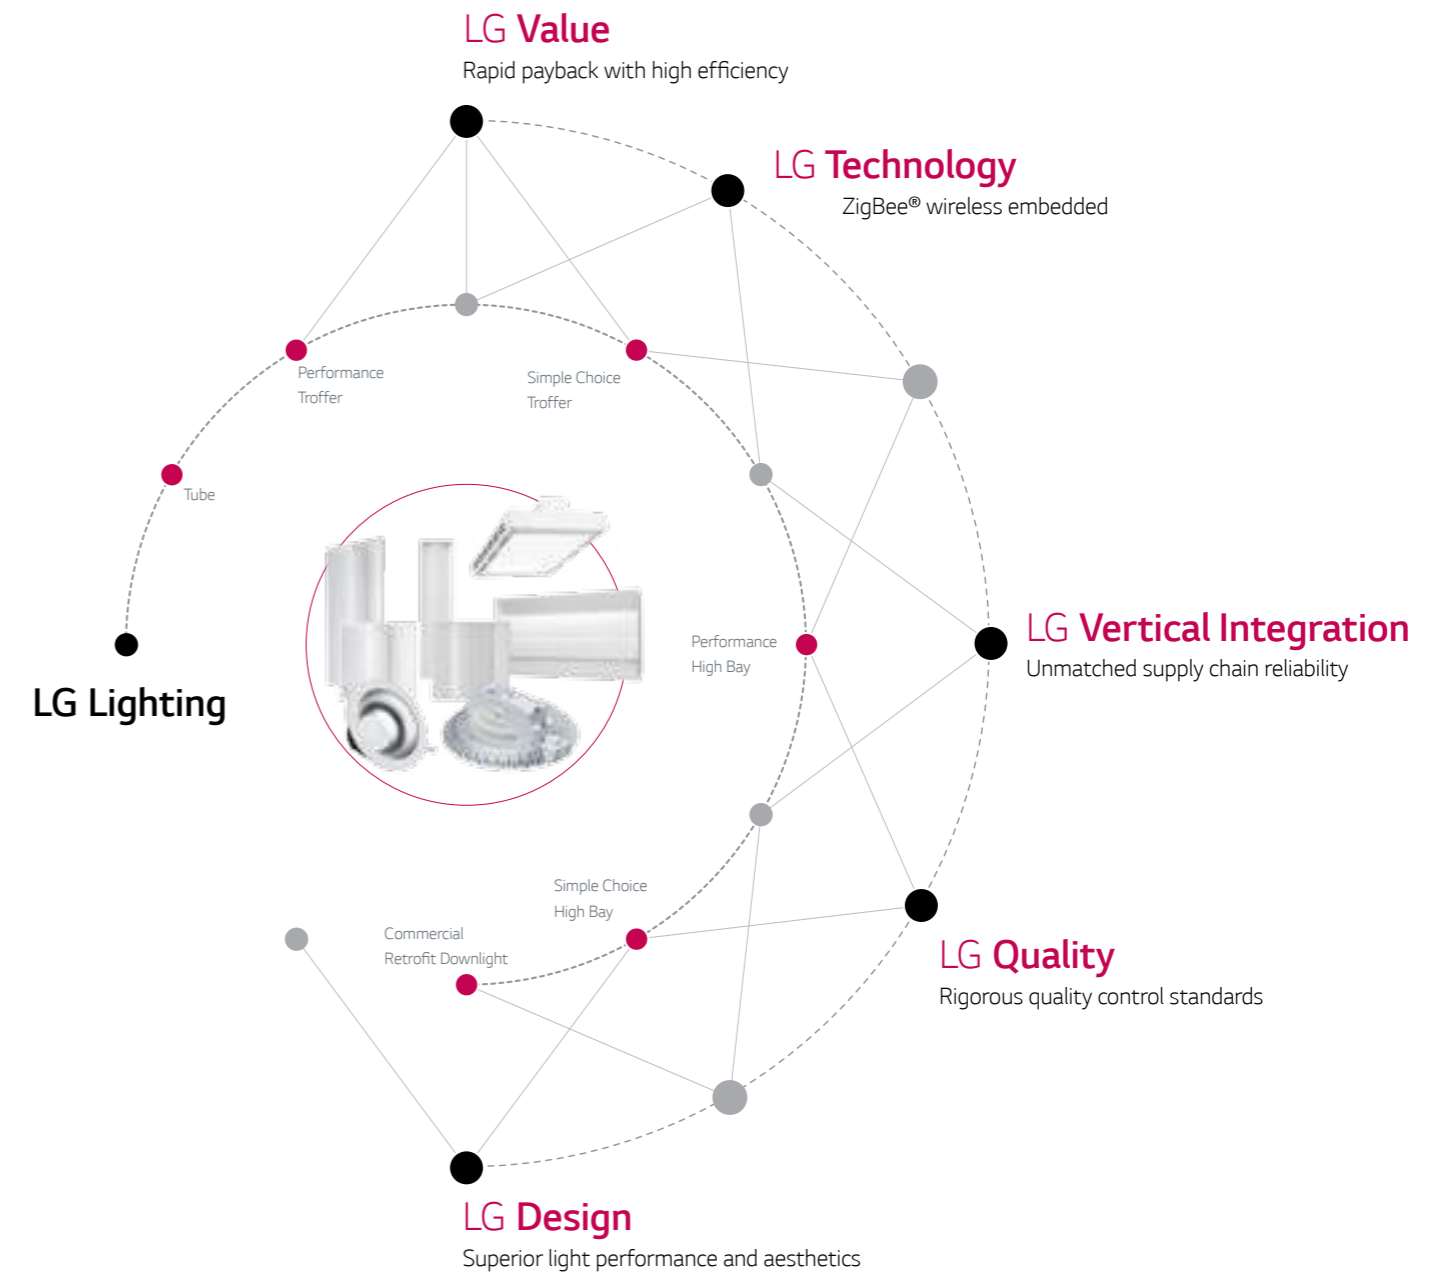 LG Value
Rapid payback with high efficiency
LG Technology
ZigBee® wireless embedded
Performance
Troffer
Simple Choice
Troffer
Tube
LG Lighting
Performance
High Bay
LG Vertical Integration
Unmatched supply chain reliability
Simple Choice
High Bay
Commercial
Retrofit Downlight
LG Quality
Rigorous quality control standards
LG Design
Superior light performance and aesthetics